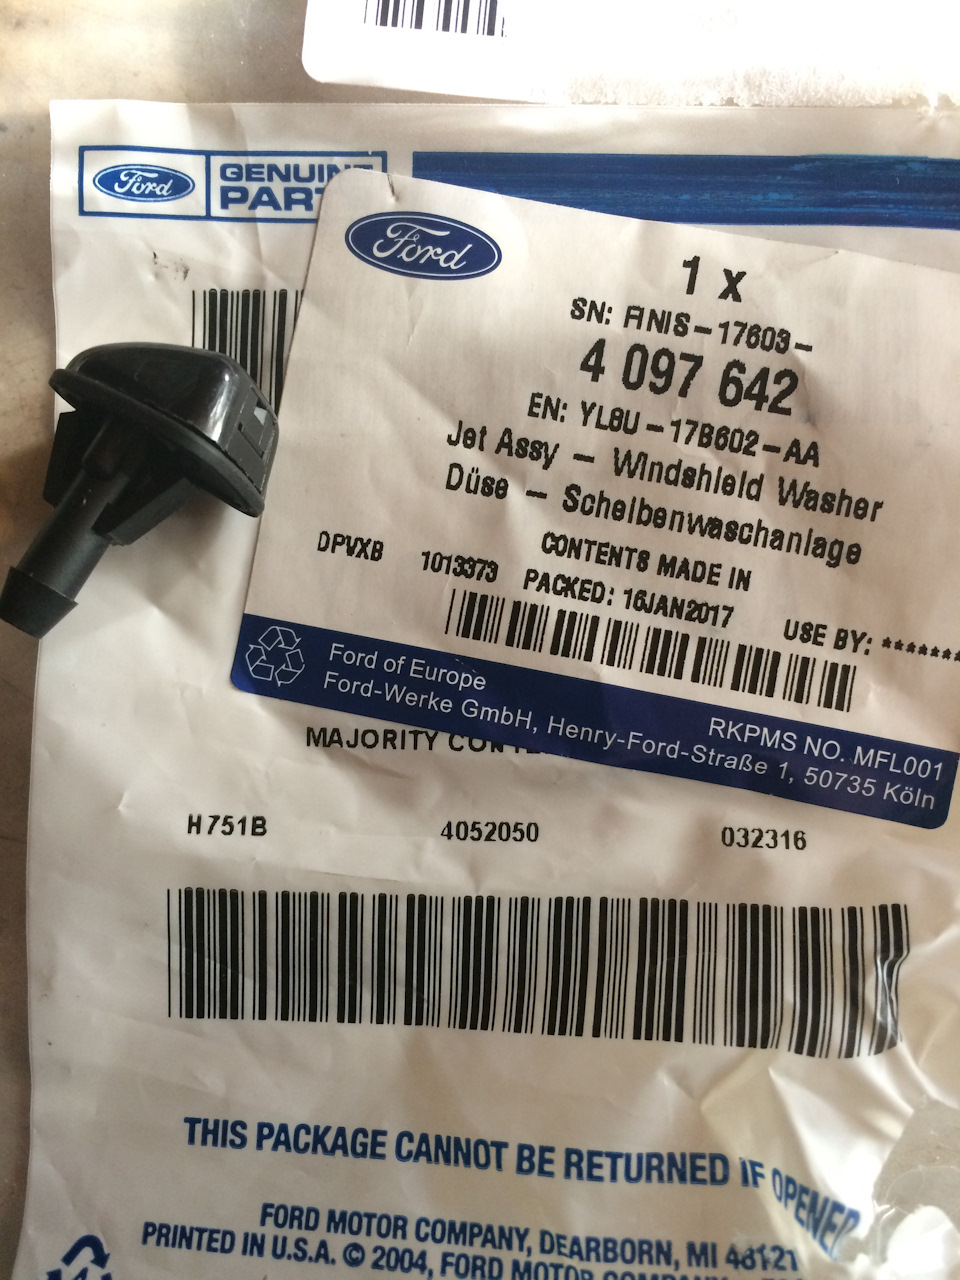 Ford
GENUINE
PART
Ford
1 x
SN: FINIS-17603-
4 097 642
EN: YL8U-17B602-AA
Jet Assy - Windshield Washer
Düse - Scheibenwaschanlage
CONTENTS MADE IN
DPVXB 1013373 PACKED: 16JAN2017 USE BY: *******
Ford of Europe
Ford-Werke GmbH, Henry-Ford-Straße 1, 50735 Köln
RKPMS NO. MFL001
MAJORITY
H751B 4052050 032316
THIS PACKAGE CANNOT BE RETURNED IF OPENED
FORD MOTOR COMPANY, DEARBORN, MI 48121
PRINTED IN U.S.A. © 2004, FORD MOTOR COMPANY